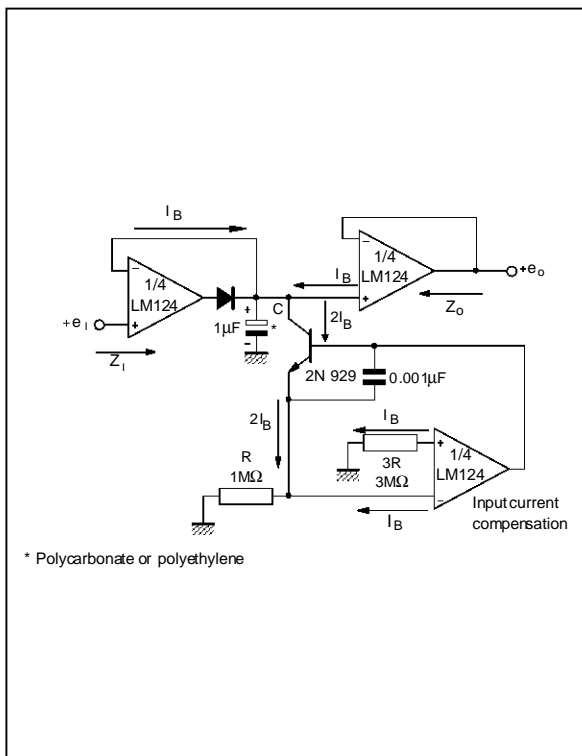 I B
1/4
LM124
+e I
Z I
1µF
*
C
I B
2I B
1/4
LM124
+e o
Z o
2N 929
0.001µF
2I B
R
1MΩ
I B
3R
3MΩ
1/4
LM124
I B
Input current
compensation
* Polycarbonate or polyethylene